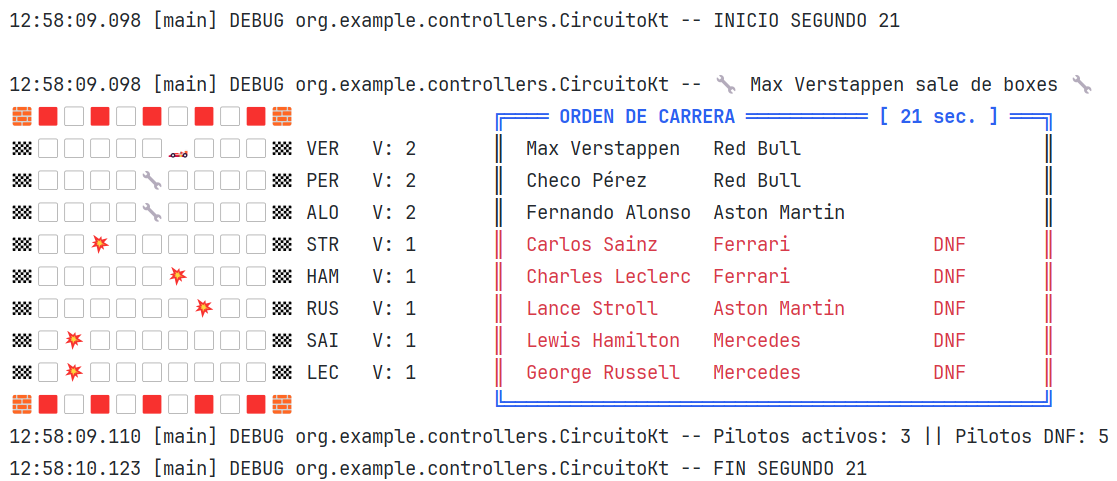 12:58:09.098 [main] DEBUG org.example.controllers.CircuitoKt -- INICIO SEGUNDO 21
12:58:09.098 [main] DEBUG org.example.controllers.CircuitoKt -- 🔧 Max Verstappen sale de boxes 🔧
ORDEN DE CARRERA [ 21 sec. ]
VER V: 2 Max Verstappen Red Bull
PER V: 2 Checo Pérez Red Bull
ALO V: 2 Fernando Alonso Aston Martin
STR V: 1 Carlos Sainz Ferrari DNF
HAM V: 1 Charles Leclerc Ferrari DNF
RUS V: 1 Lance Stroll Aston Martin DNF
SAI V: 1 Lewis Hamilton Mercedes DNF
LEC V: 1 George Russell Mercedes DNF
12:58:09.110 [main] DEBUG org.example.controllers.CircuitoKt -- Pilotos activos: 3 || Pilotos DNF: 5
12:58:10.123 [main] DEBUG org.example.controllers.CircuitoKt -- FIN SEGUNDO 21